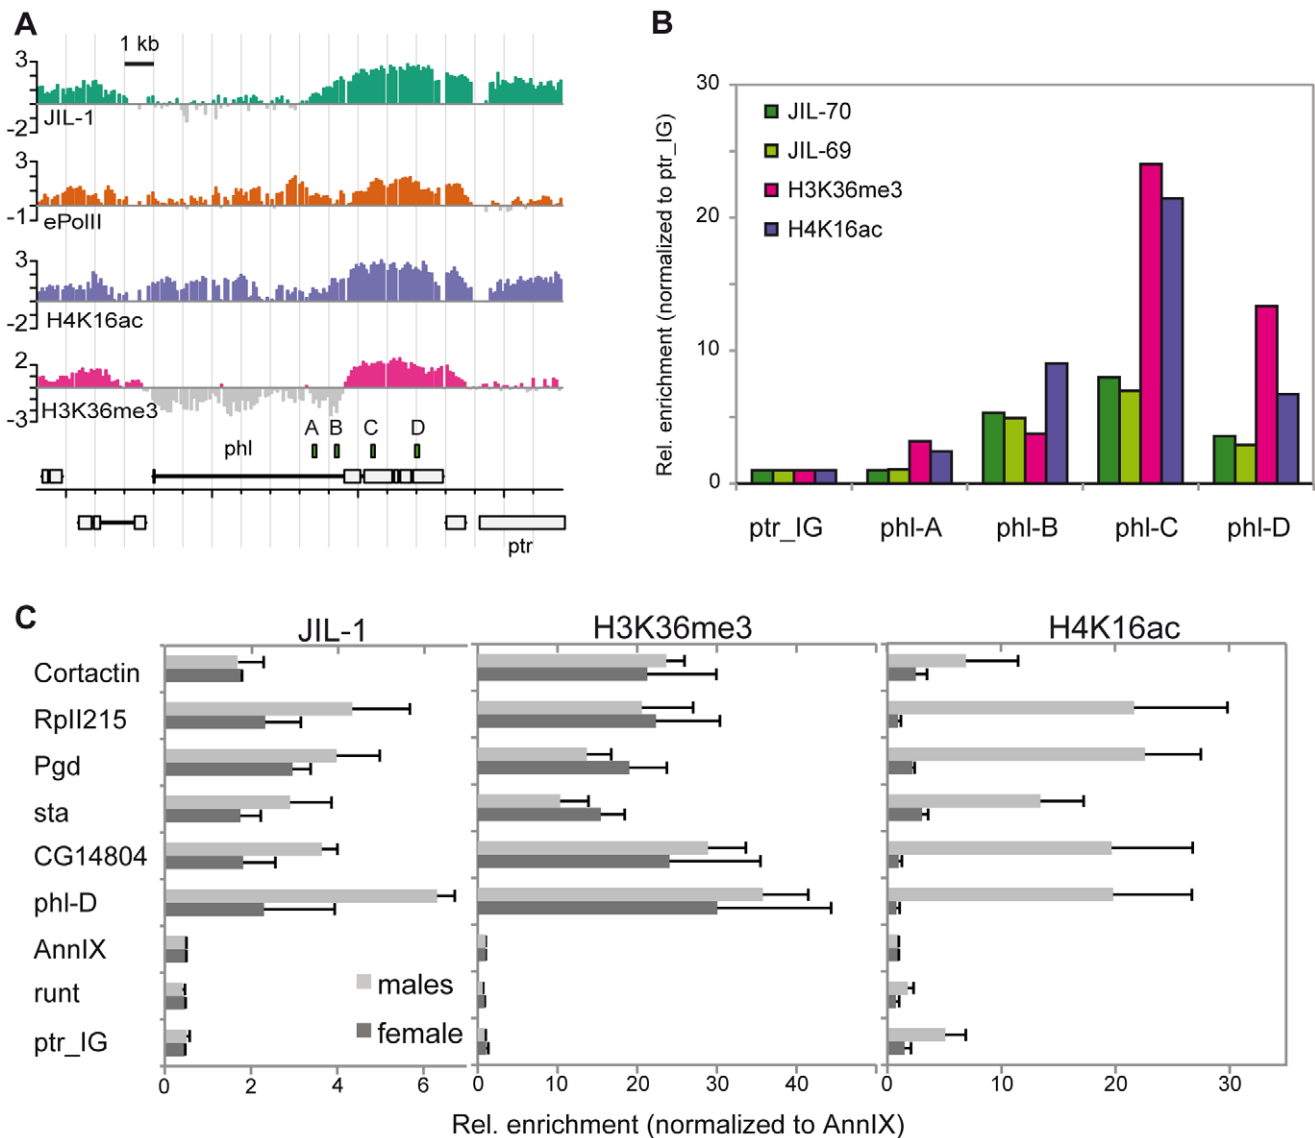 A
1 kb
3
-2
JIL-1
3
-1
ePolII
3
-2
H4K16ac
2
-3
H3K36me3
A B C D
phl
ptr
B
Rel. enrichment (normalized to ptr_IG)
30
20
10
0
JIL-70
JIL-69
H3K36me3
H4K16ac
ptr_IG phl-A phl-B phl-C phl-D
C
JIL-1 H3K36me3 H4K16ac
Cortactin
RpII215
Pgd
sta
CG14804
phl-D
AnnIX
runt
ptr_IG
males
female
0 2 4 6 0 10 20 30 40 0 10 20 30
Rel. enrichment (normalized to AnnIX)